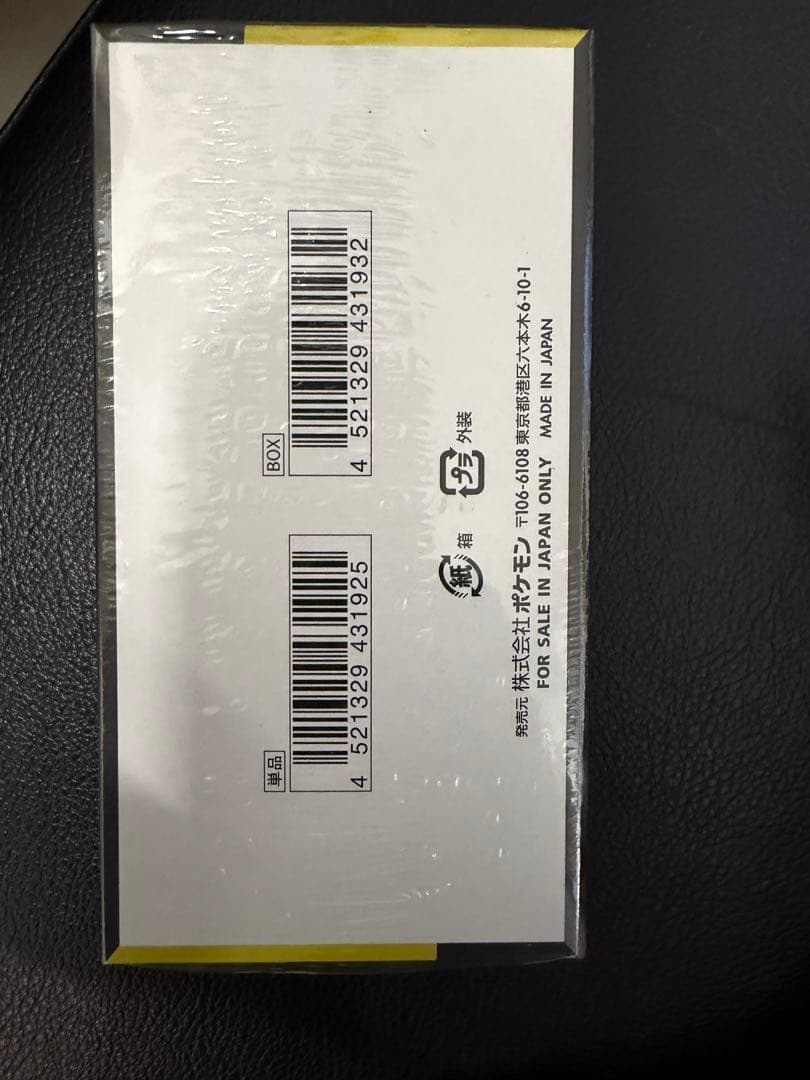 単品
4 521329 431925
BOX
4 521329 431932
紙 箱
プラ 外装
発売元 株式会社 ポケモン 〒106-6108 東京都港区六本木6-10-1
FOR SALE IN JAPAN ONLY MADE IN JAPAN